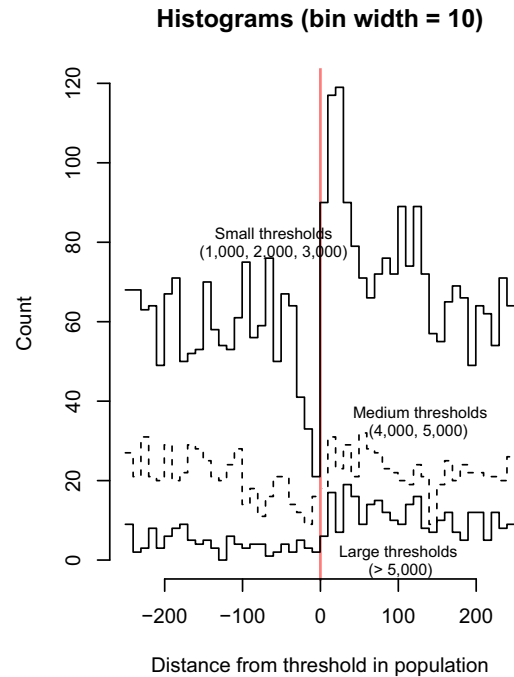 Histograms (bin width = 10)
120
100
80
60
40
20
0
Count
Small thresholds
(1,000, 2,000, 3,000)
Medium thresholds
(4,000, 5,000)
Large thresholds
(> 5,000)
−200
−100
0
100
200
Distance from threshold in population